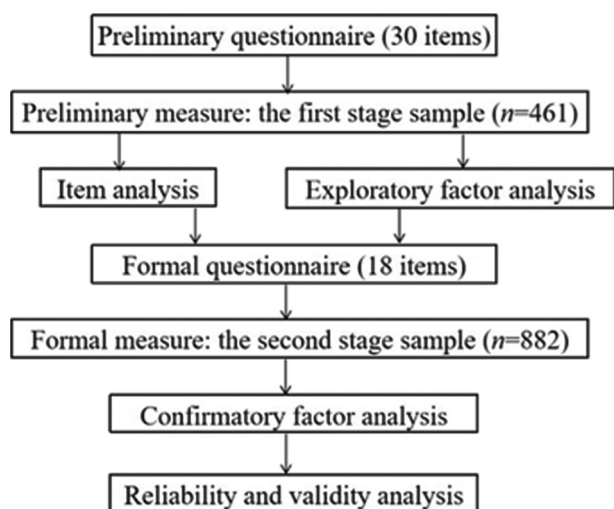 Preliminary questionnaire (30 items)
Preliminary measure: the first stage sample (n=461)
Item analysis
Exploratory factor analysis
Formal questionnaire (18 items)
Formal measure: the second stage sample (n=882)
Confirmatory factor analysis
Reliability and validity analysis